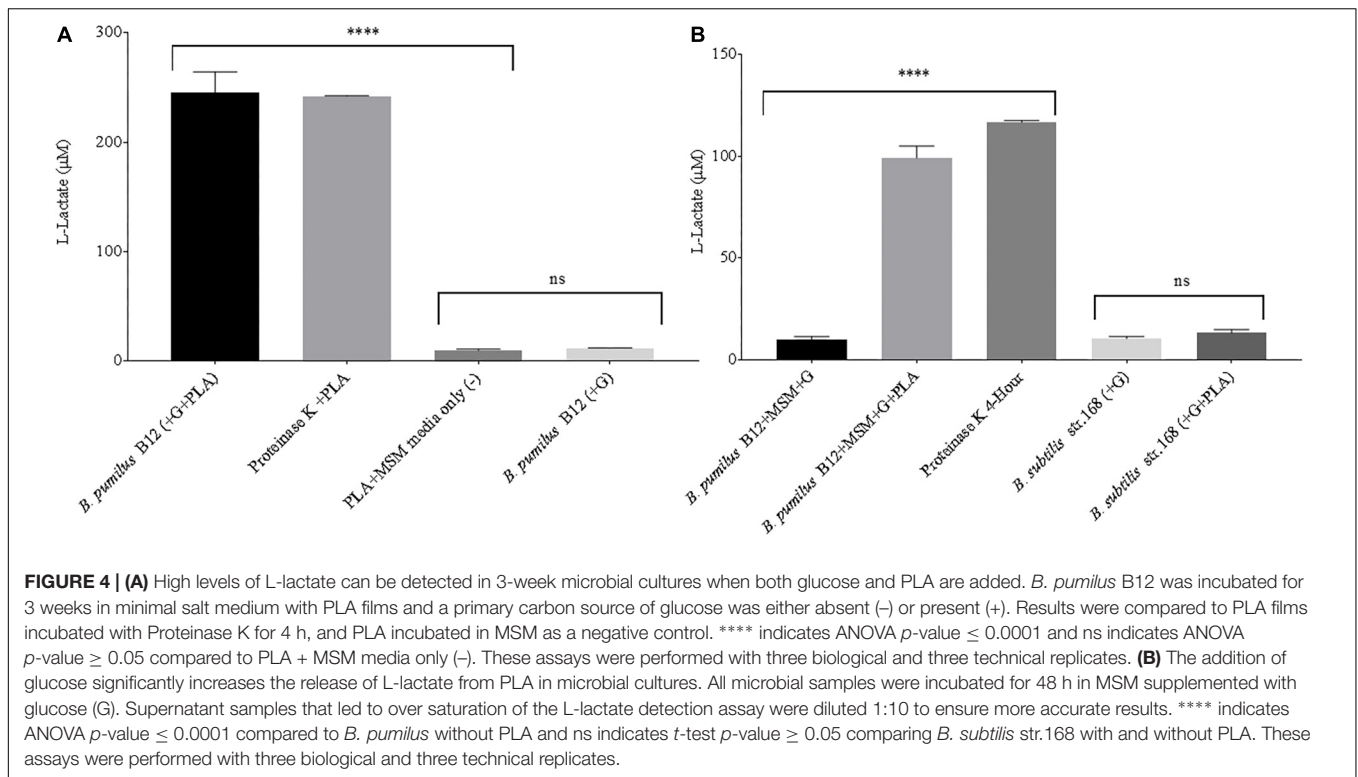 A
****
300
200
100
0
L-Lactate (μM)
ns
B. pumilus B12 (+G+PLA)
Proteinase K +PLA
PLA+MSM media only (-)
B. pumilus B12 (+G)
B
****
150
100
50
0
L-Lactate (μM)
ns
B. pumilus B12+MSM+G
B. pumilus B12+MSM+G+PLA
Proteinase K 4-Hour
B. subtilis str.168 (+G)
B. subtilis str.168 (+G+PLA)
FIGURE 4 | (A) High levels of L-lactate can be detected in 3-week microbial cultures when both glucose and PLA are added. B. pumilus B12 was incubated for
3 weeks in minimal salt medium with PLA films and a primary carbon source of glucose was either absent (–) or present (+). Results were compared to PLA films
incubated with Proteinase K for 4 h, and PLA incubated in MSM as a negative control. **** indicates ANOVA p-value ≤ 0.0001 and ns indicates ANOVA
p-value ≥ 0.05 compared to PLA + MSM media only (–). These assays were performed with three biological and three technical replicates. (B) The addition of
glucose significantly increases the release of L-lactate from PLA in microbial cultures. All microbial samples were incubated for 48 h in MSM supplemented with
glucose (G). Supernatant samples that led to over saturation of the L-lactate detection assay were diluted 1:10 to ensure more accurate results. **** indicates
ANOVA p-value ≤ 0.0001 compared to B. pumilus without PLA and ns indicates t-test p-value ≥ 0.05 comparing B. subtilis str.168 with and without PLA. These
assays were performed with three biological and three technical replicates.